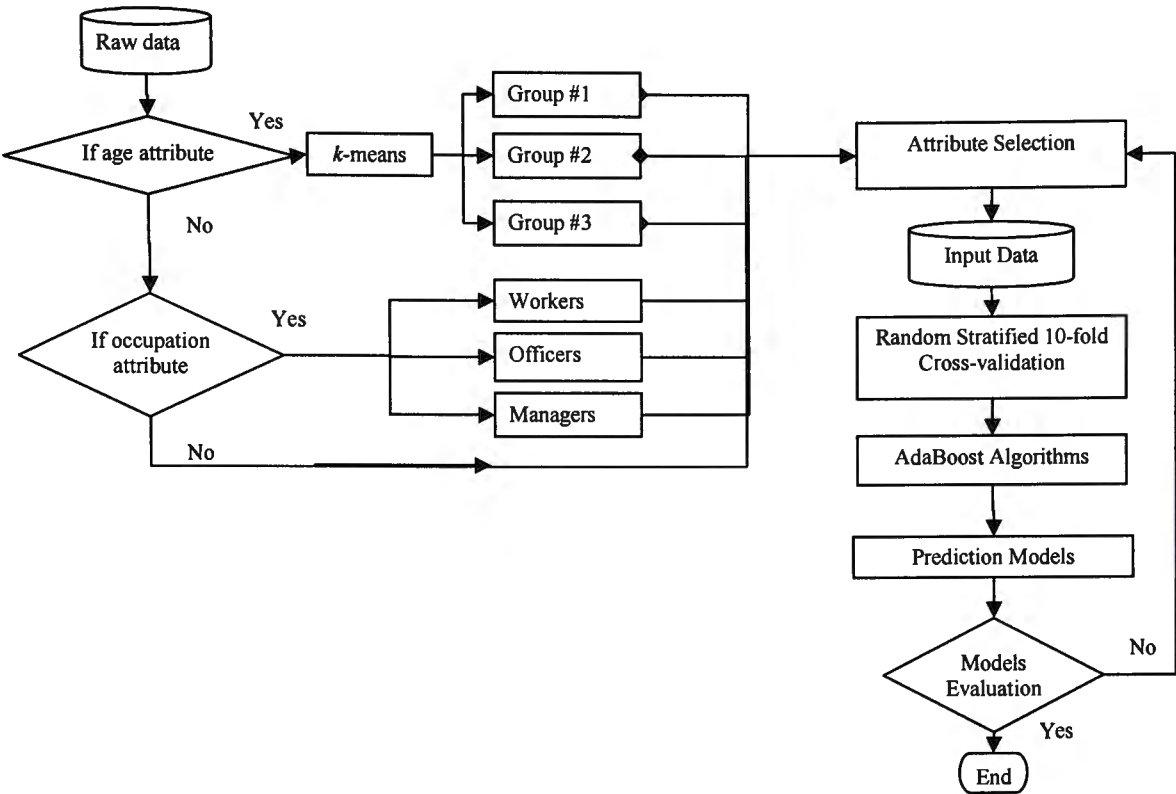 Raw data
If age attribute
Yes
k-means
Group #1
Group #2
Group #3
No
If occupation
attribute
Yes
Workers
Officers
Managers
No
Attribute Selection
Input Data
Random Stratified 10-fold
Cross-validation
AdaBoost Algorithms
Prediction Models
Models
Evaluation
No
Yes
End